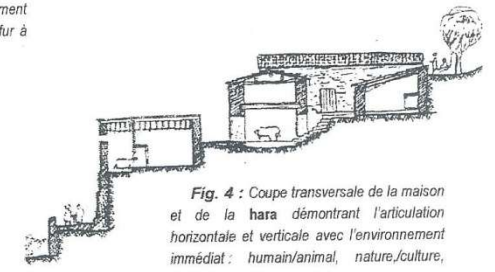 ment
fur à
Fig. 4 : Coupe transversale de la maison
et de la hara démontrant l'articulation
horizontale et verticale avec l'environnement
immédiat : humain/animal, nature,/culture,